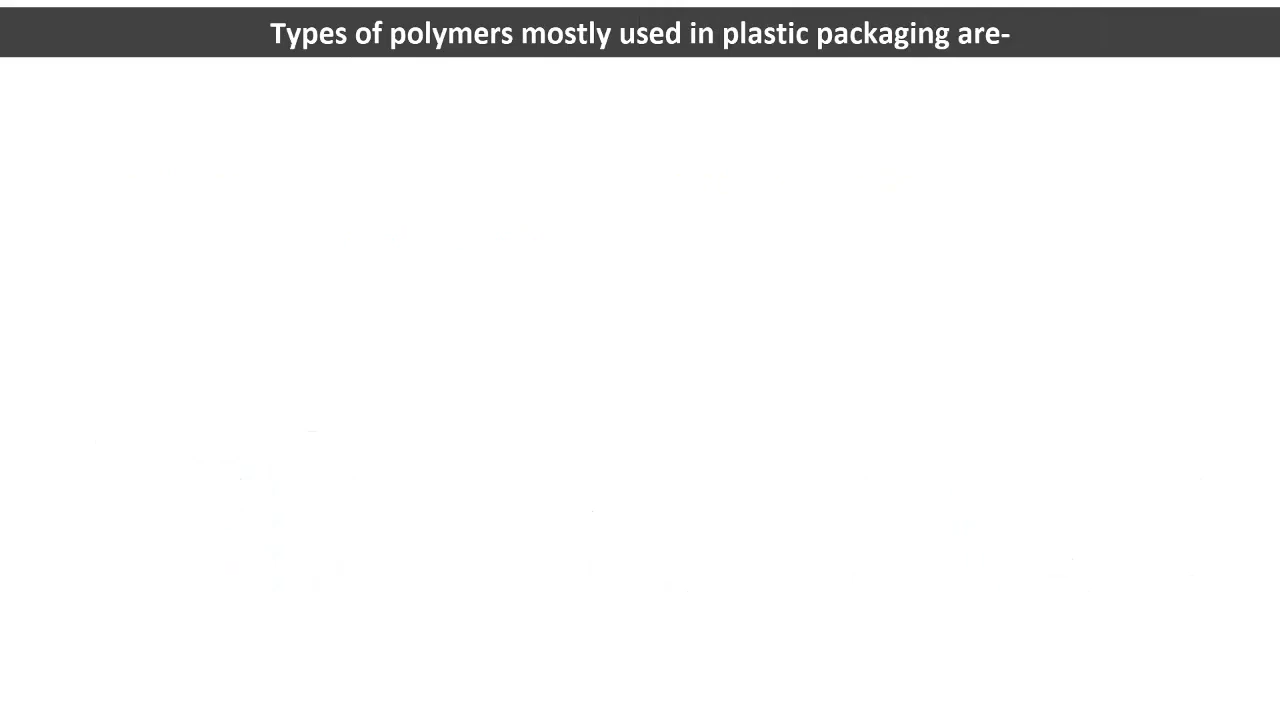 Types of polymers mostly used in plastic packaging are-